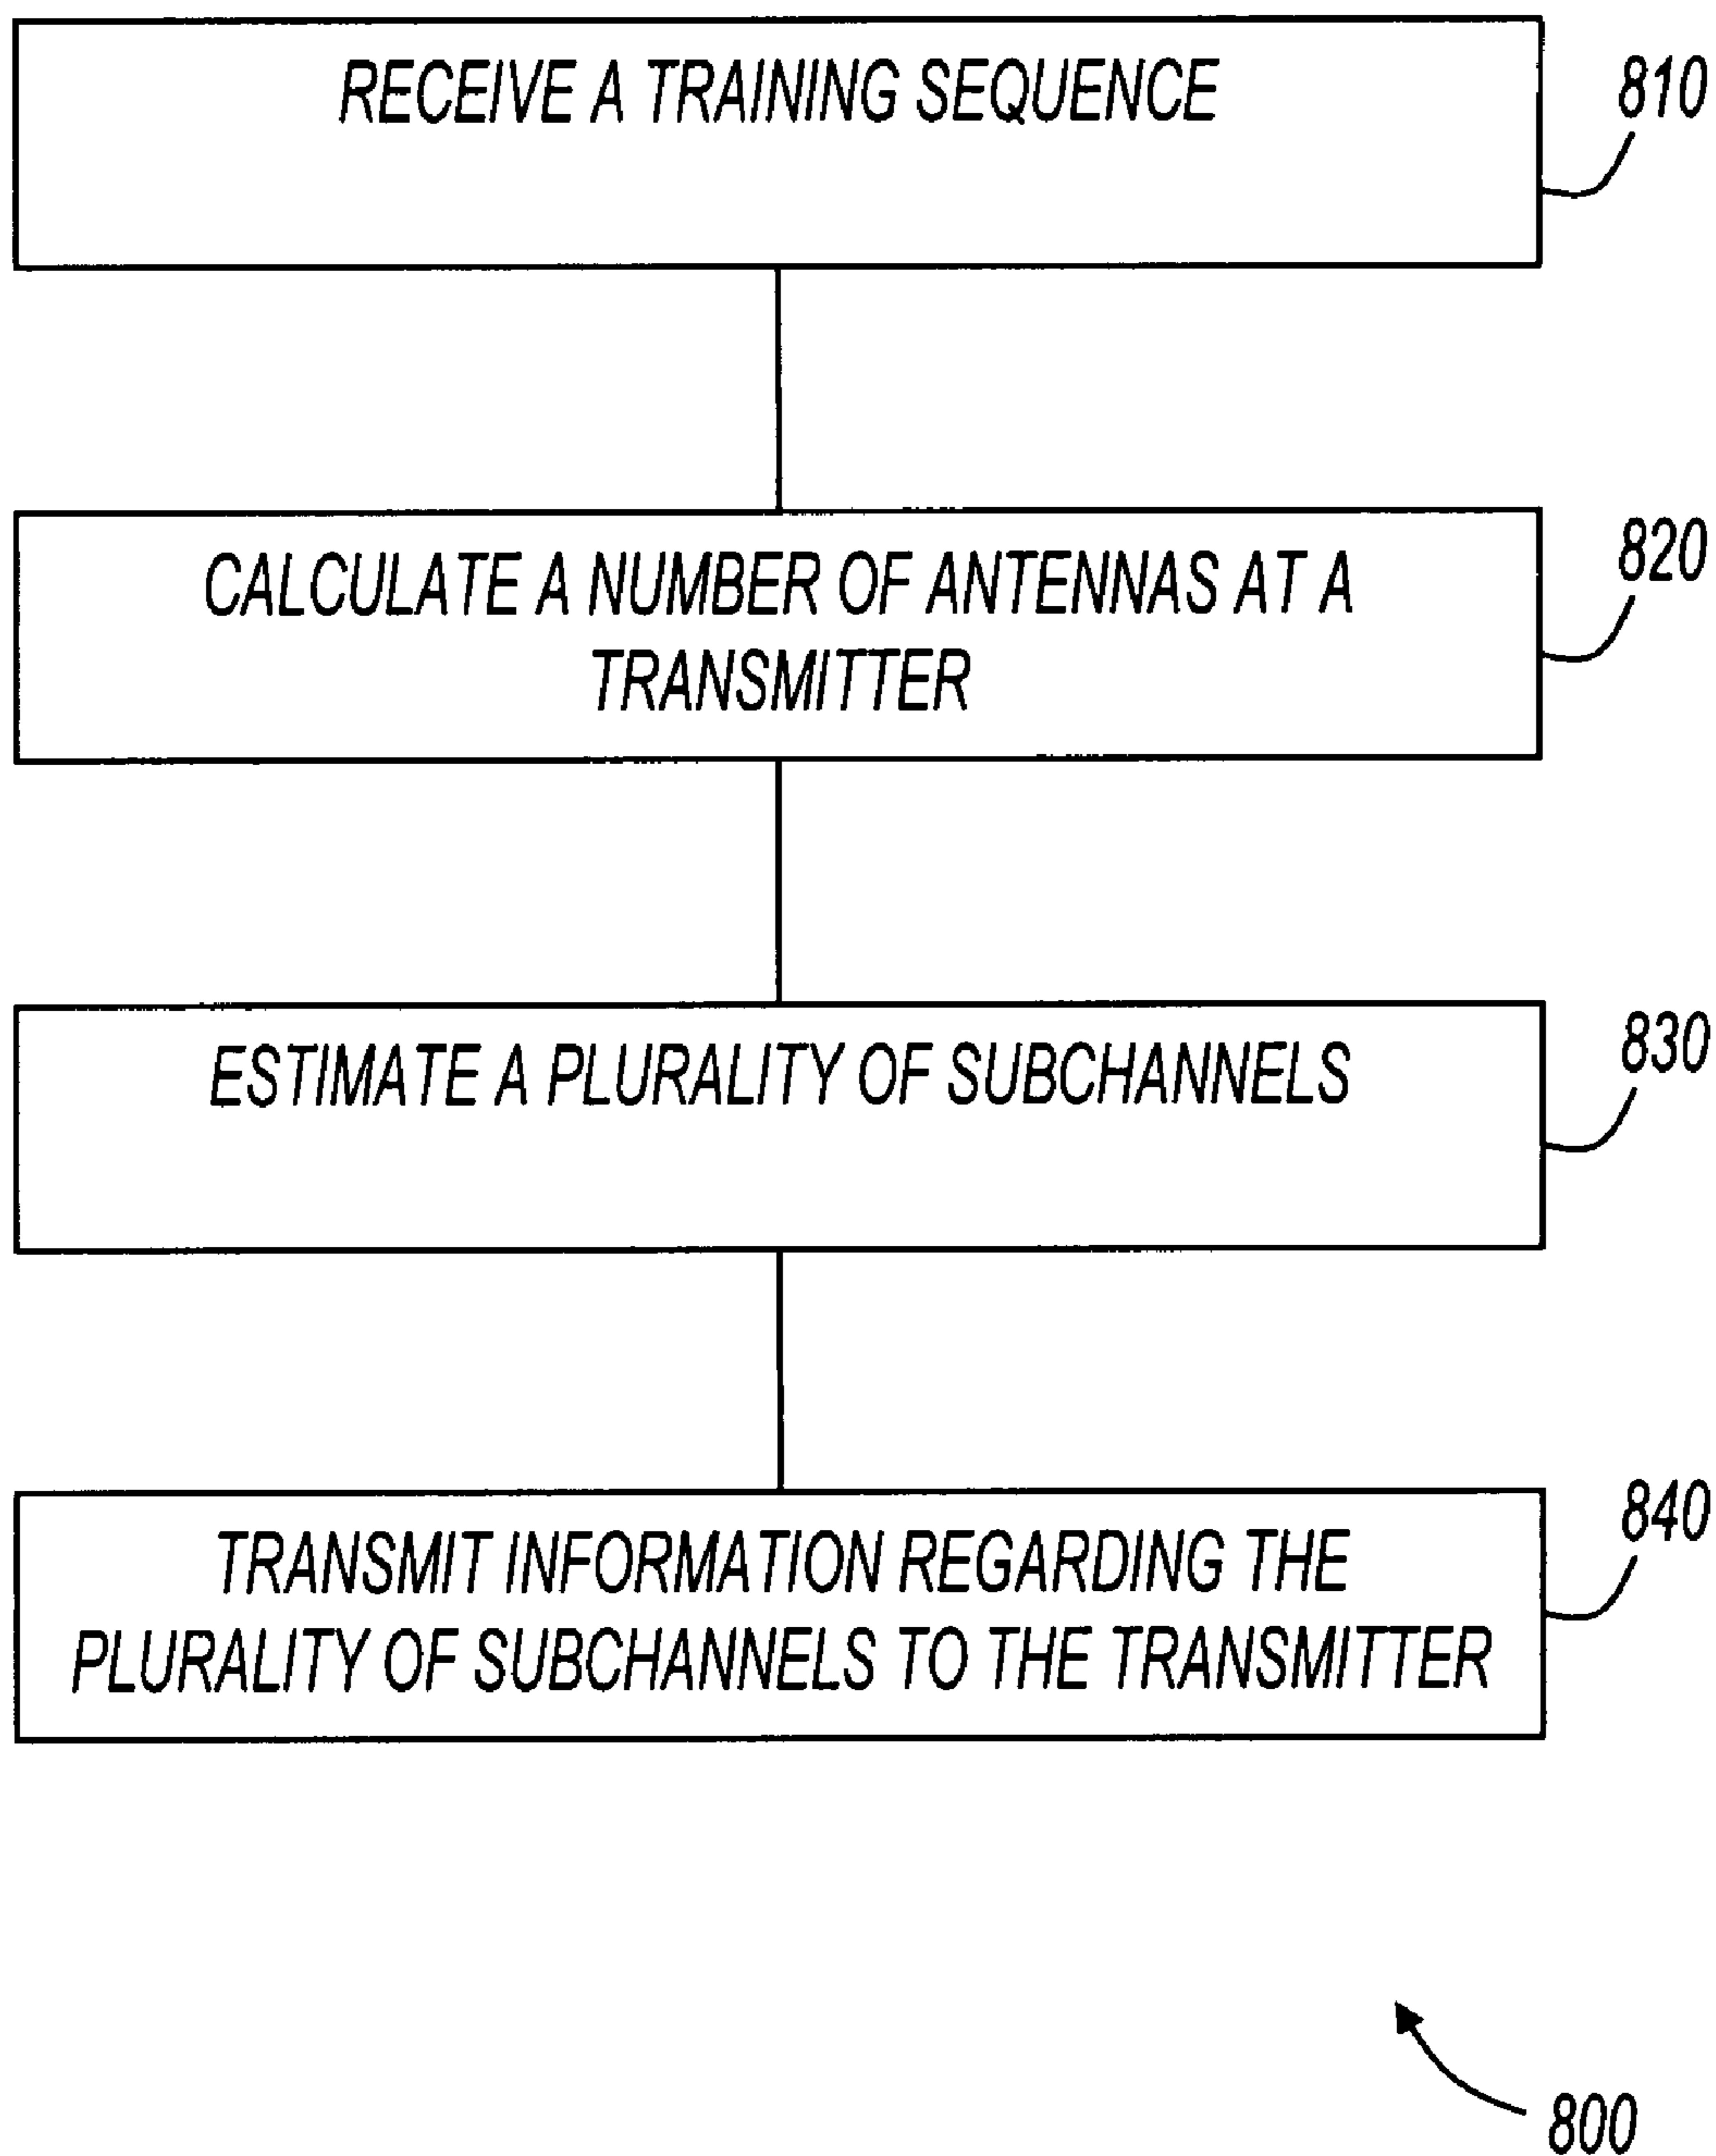 RECEIVE A TRAINING SEQUENCE
810
CALCULATE A NUMBER OF ANTENNAS AT A
TRANSMITTER
820
ESTIMATE A PLURALITY OF SUBCHANNELS
830
TRANSMIT INFORMATION REGARDING THE
PLURALITY OF SUBCHANNELS TO THE TRANSMITTER
840
800